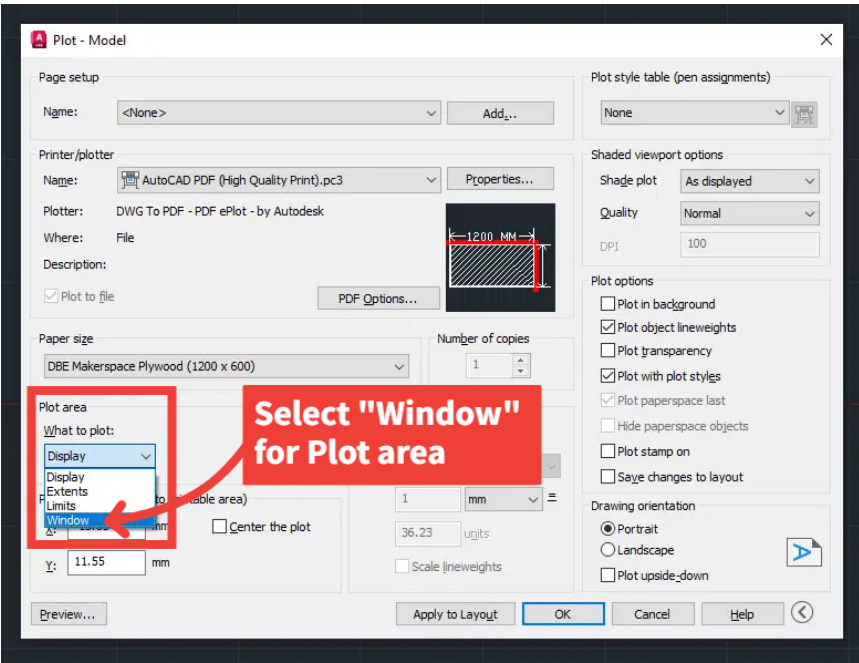 Plot - Model
Page setup
Name:
<None>
Add...
Plot style table (pen assignments)
None
Printer/plotter
Name:
AutoCAD PDF (High Quality Print).pc3
Properties...
Plotter:
DWG To PDF - PDF ePlot - by Autodesk
Where:
File
Description:
Plot to file
PDF Options...
1200 MM
Shaded viewport options
Shade plot
As displayed
Quality
Normal
DPI
100
Paper size
DBE Makerspace Plywood (1200 x 600)
Number of copies
1
Plot options
Plot in background
Plot object lineweights
Plot transparency
Plot with plot styles
Plot paperspace last
Hide paperspace objects
Plot stamp on
Save changes to layout
Plot area
What to plot:
Display
Display
Extents
Limits
Window
Select "Window"
for Plot area
table area)
X:
mm
Center the plot
Y:
11.55
mm
1
mm
=
36.23
units
Scale lineweights
Drawing orientation
Portrait
Landscape
Plot upside-down
A
Preview...
Apply to Layout
OK
Cancel
Help